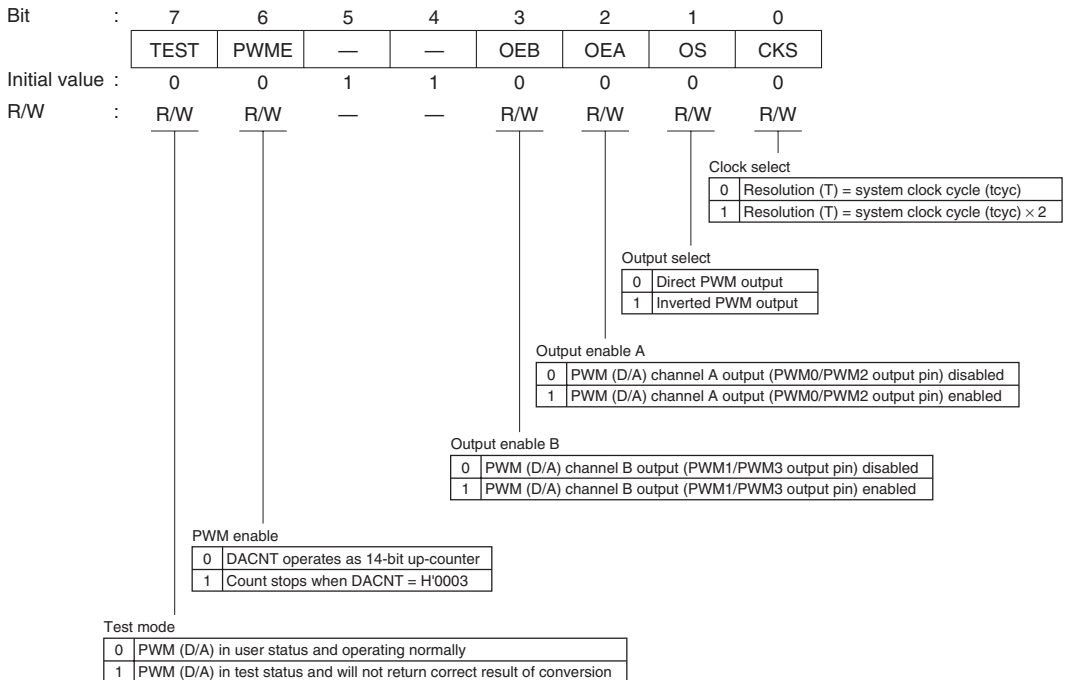 Bit : 7 6 5 4 3 2 1 0
TEST PWME — — OEB OEA OS CKS
Initial value : 0 0 1 1 0 0 0 0
R/W : R/W R/W — — R/W R/W R/W R/W
Clock select
0 Resolution (T) = system clock cycle (tcyc)
1 Resolution (T) = system clock cycle (tcyc) × 2
Output select
0 Direct PWM output
1 Inverted PWM output
Output enable A
0 PWM (D/A) channel A output (PWM0/PWM2 output pin) disabled
1 PWM (D/A) channel A output (PWM0/PWM2 output pin) enabled
Output enable B
0 PWM (D/A) channel B output (PWM1/PWM3 output pin) disabled
1 PWM (D/A) channel B output (PWM1/PWM3 output pin) enabled
PWM enable
0 DACNT operates as 14-bit up-counter
1 Count stops when DACNT = H'0003
Test mode
0 PWM (D/A) in user status and operating normally
1 PWM (D/A) in test status and will not return correct result of conversion